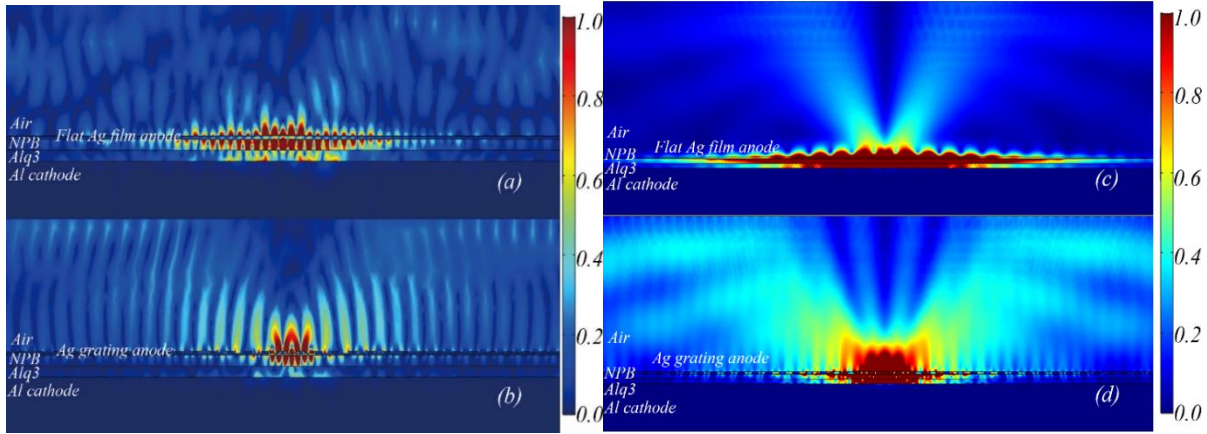 Air
Flat Ag film anode
NPB
Alq3
Al cathode
(a)
Air
Ag grating anode
NPB
Alq3
Al cathode
(b)
1.0
0.8
0.6
0.4
0.2
0.0
Air
Flat Ag film anode
NPB
Alq3
Al cathode
(c)
Air
Ag grating anode
NPB
Alq3
Al cathode
(d)
1.0
0.8
0.6
0.4
0.2
0.0